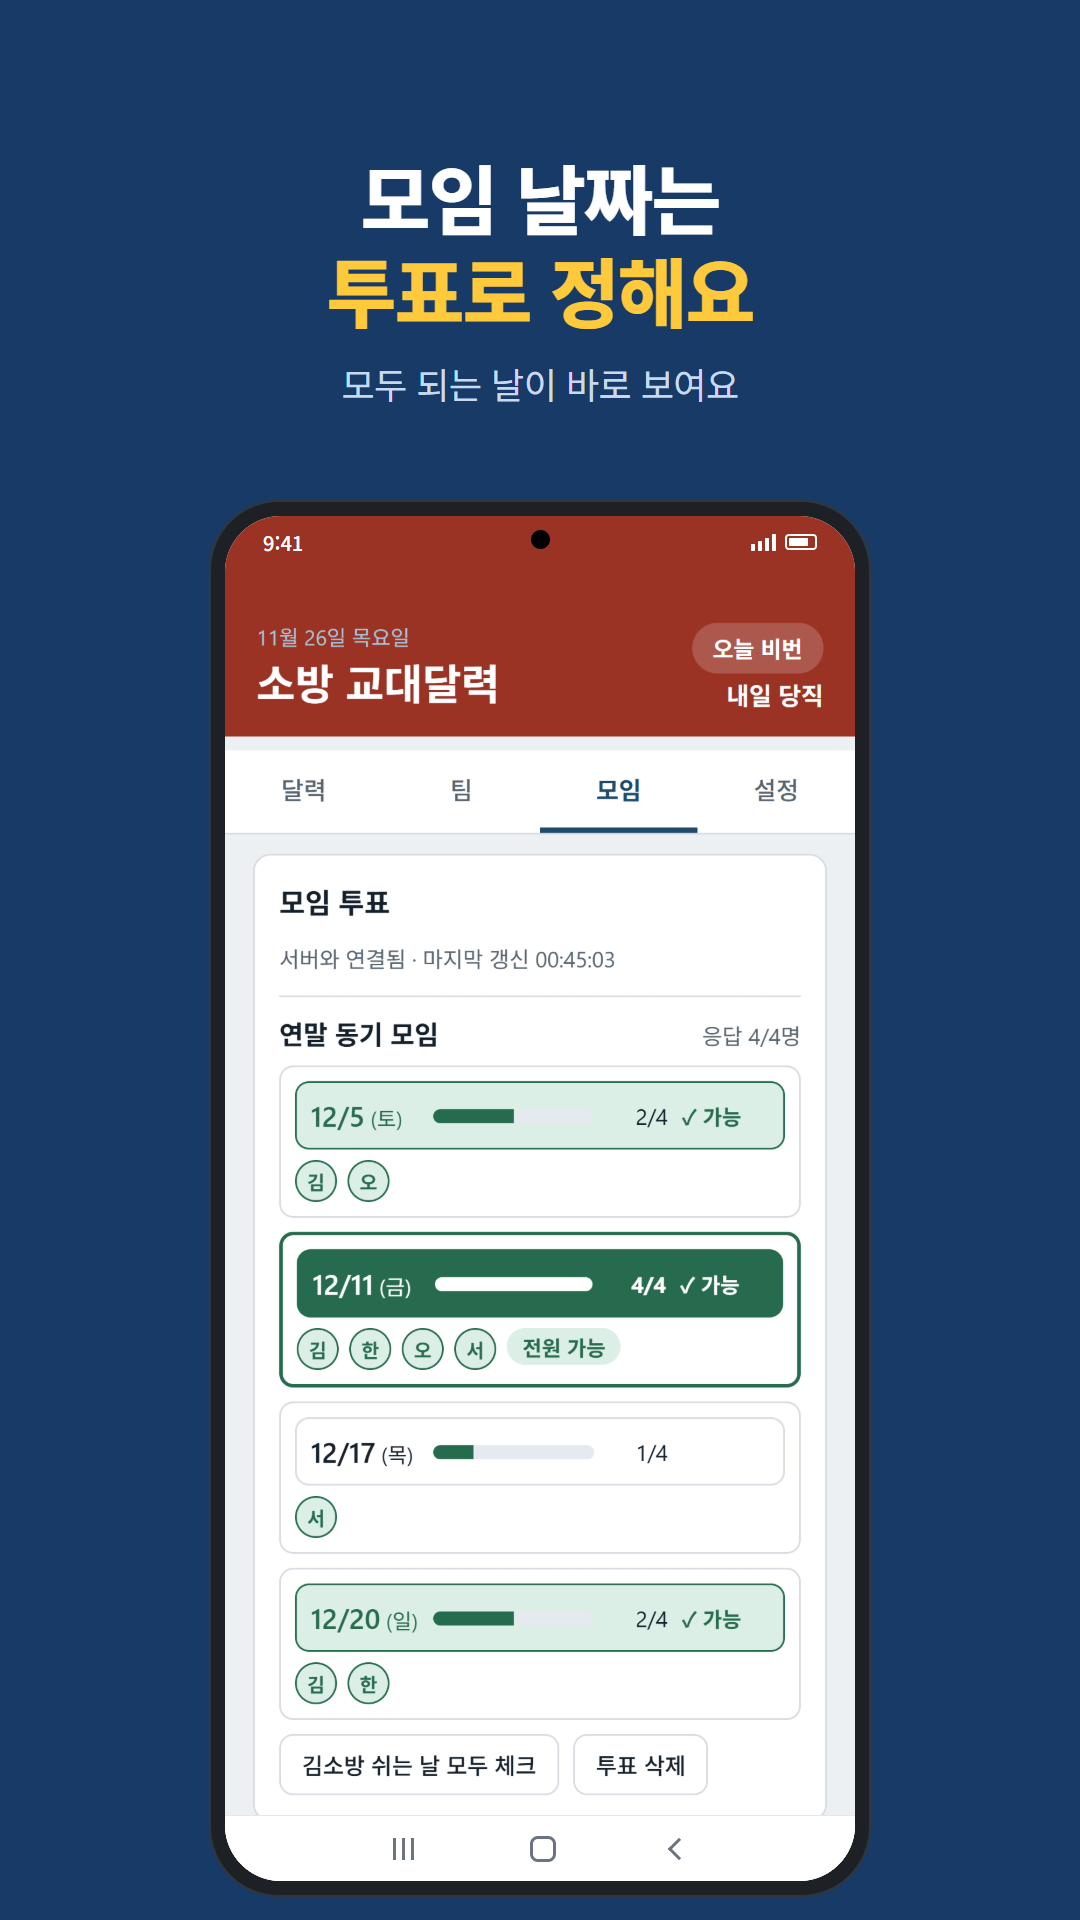 모임 날짜는
투표로 정해요
모두 되는 날이 바로 보여요
9:41
11월 26일 목요일
소방 교대달력
오늘 비번
내일 당직
달력 팀 모임 설정
모임 투표
서버와 연결됨 · 마지막 갱신 00:45:03
연말 동기 모임 응답 4/4명
12/5 (토) 2/4 ✓ 가능
김 오
12/11 (금) 4/4 ✓ 가능
김 한 오 서 전원 가능
12/17 (목) 1/4
서
12/20 (일) 2/4 ✓ 가능
김 한
김소방 쉬는 날 모두 체크 투표 삭제